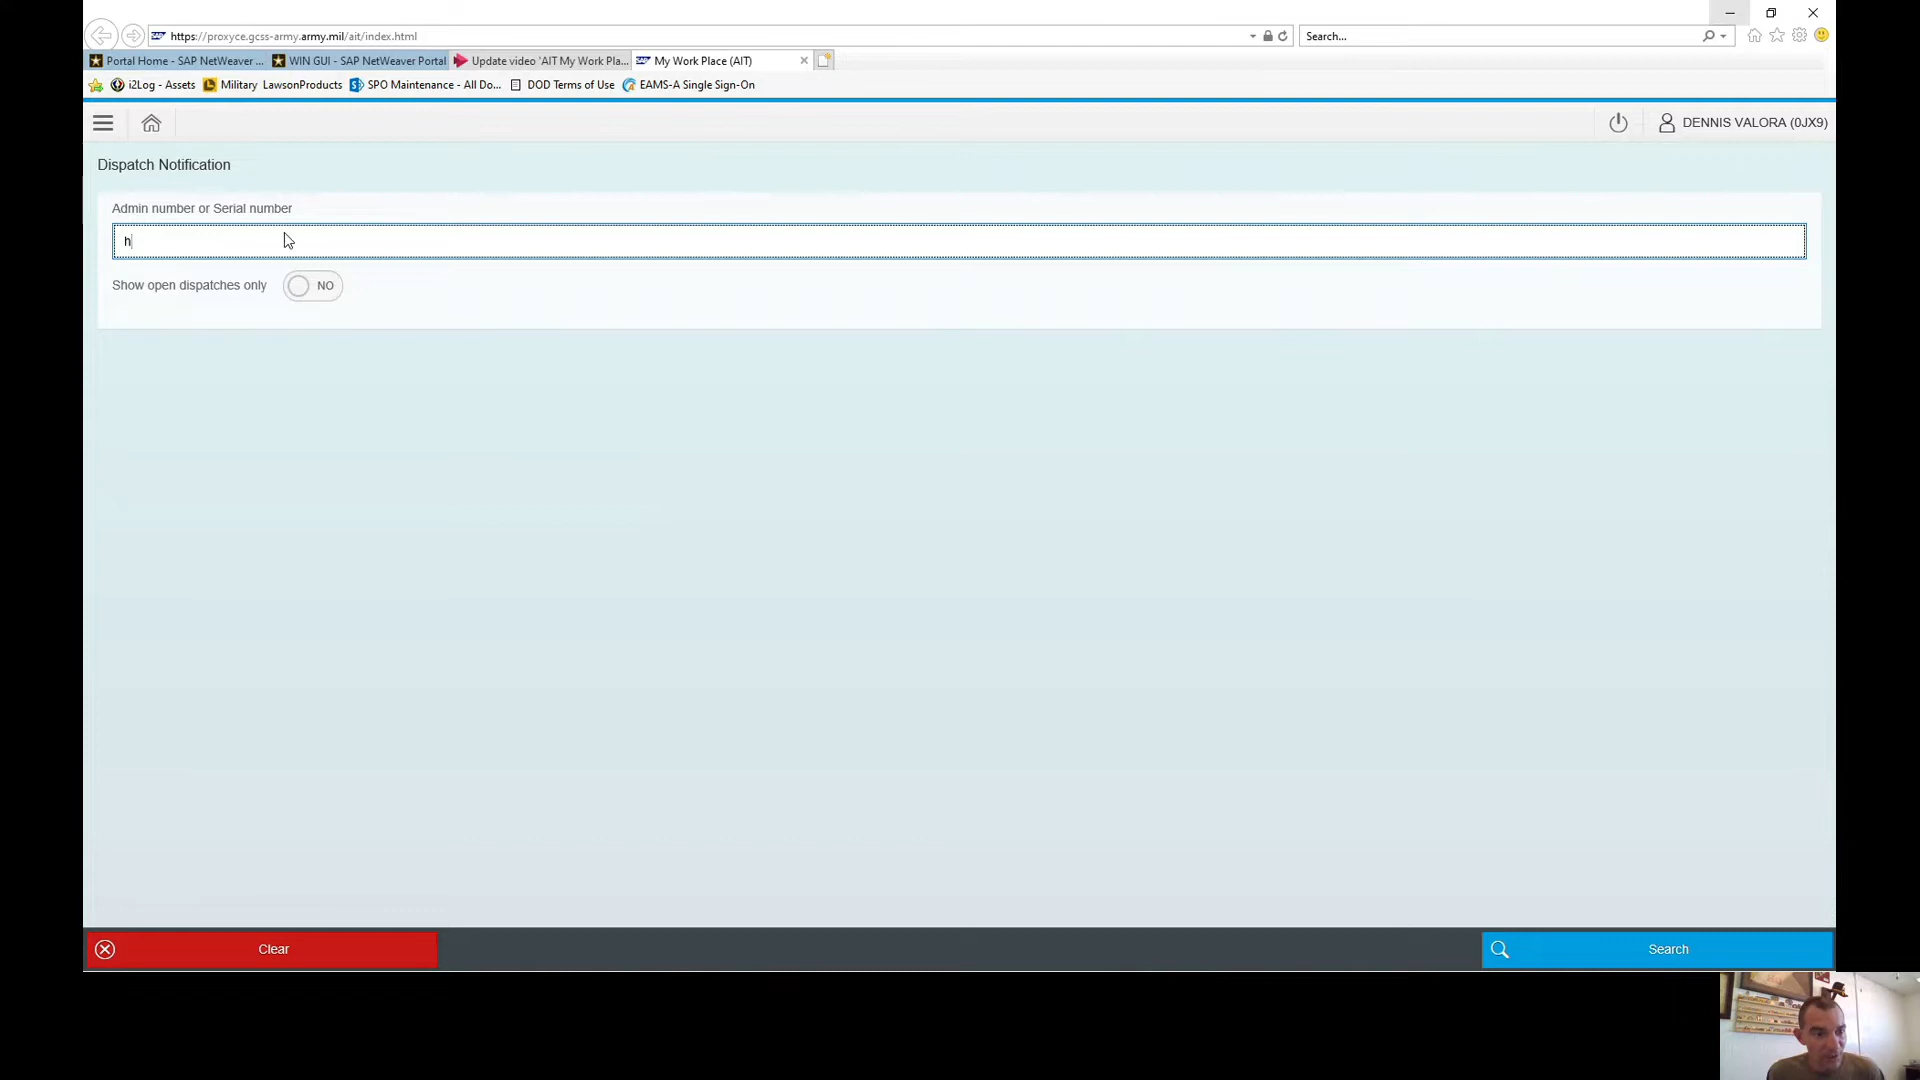 https://proxyce.gcss-army.army.mil/ait/index.html
Search...
Portal Home - SAP NetWeaver ...
WIN GUI - SAP NetWeaver Portal
Update video 'AIT My Work Pla...
SAP
My Work Place (AIT)
i2Log - Assets
Military LawsonProducts
SPO Maintenance - All Do...
DOD Terms of Use
EAMS-A Single Sign-On
DENNIS VALORA (0JX9)
Dispatch Notification
Admin number or Serial number
h
Show open dispatches only
NO
Clear
Search